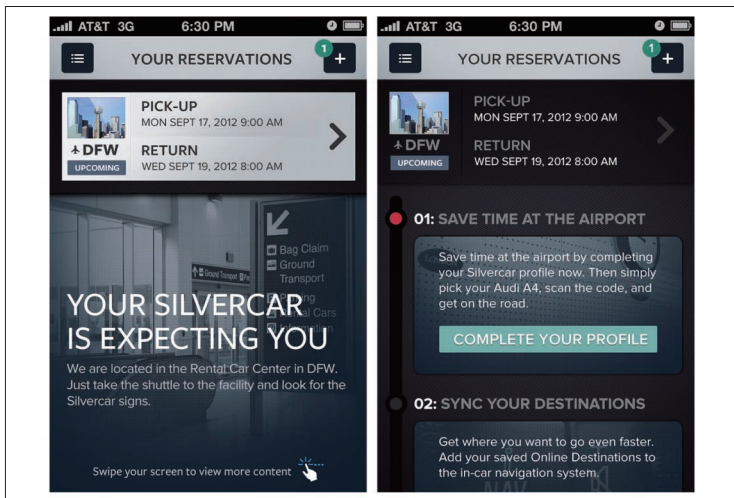 AT&T 3G 6:30 PM
YOUR RESERVATIONS
1
+
PICK-UP
MON SEPT 17, 2012 9:00 AM
DFW
RETURN
UPCOMING
WED SEPT 19, 2012 8:00 AM
Bag Claim
Ground
Transport
Ground Transport
YOUR SILVERCAR
IS EXPECTING YOU
We are located in the Rental Car Center in DFW.
Just take the shuttle to the facility and look for the
Silvercar signs.
Swipe your screen to view more content
AT&T 3G 6:30 PM
YOUR RESERVATIONS
1
+
PICK-UP
MON SEPT 17, 2012 9:00 AM
DFW
RETURN
UPCOMING
WED SEPT 19, 2012 8:00 AM
01: SAVE TIME AT THE AIRPORT
Save time at the airport by completing
your Silvercar profile now. Then simply
pick your Audi A4, scan the code, and
get on the road.
COMPLETE YOUR PROFILE
02: SYNC YOUR DESTINATIONS
Get where you want to go even faster.
Add your saved Online Destinations to
the in-car navigation system.
NAV